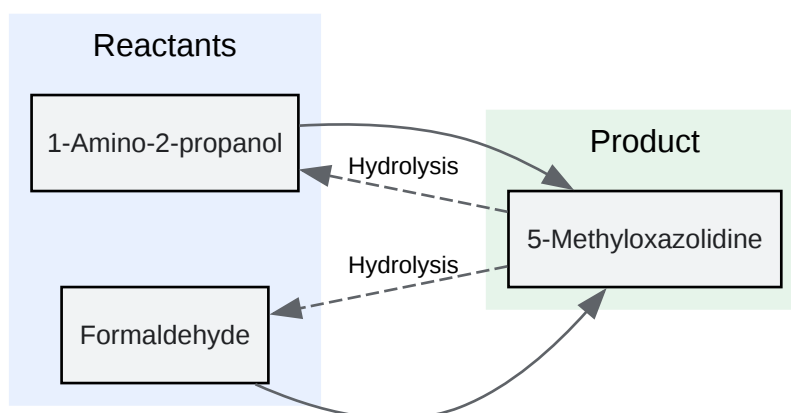 Reactants
1-Amino-2-propanol
Product
Hydrolysis
5-Methyloxazolidine
Hydrolysis
Formaldehyde